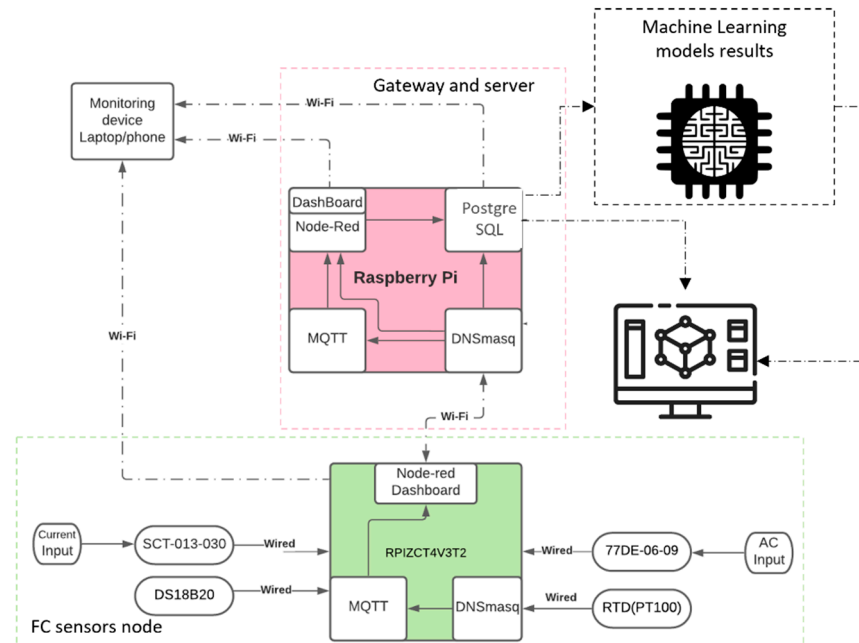 Machine Learning
models results
Gateway and server
Monitoring
device
Laptop/phone
Wi-Fi
Wi-Fi
DashBoard
Node-Red
Postgre
SQL
Raspberry Pi
MQTT
DNSmasq
Wi-Fi
Wi-Fi
Node-red
Dashboard
Current
Input
SCT-013-030
Wired
RPIZCT4V3T2
Wired
77DE-06-09
AC
Input
DS18B20
Wired
MQTT
DNSmasq
Wired
RTD(PT100)
FC sensors node